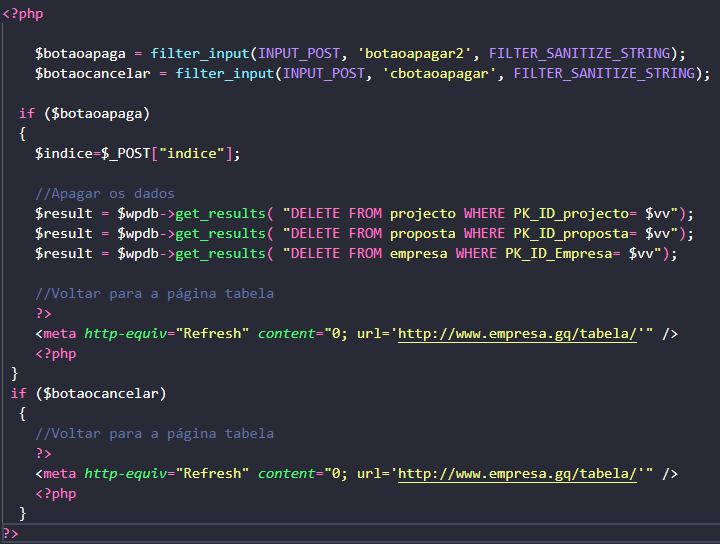 <?php
$botaoapaga = filter_input(INPUT_POST, 'botaoapagar2', FILTER_SANITIZE_STRING);
$botaocancelar = filter_input(INPUT_POST, 'cbotaoapagar', FILTER_SANITIZE_STRING);
if ($botaoapaga)
{
$indice=$_POST["indice"];
//Apagar os dados
$result = $wpdb->get_results( "DELETE FROM projecto WHERE PK_ID_projecto= $vv");
$result = $wpdb->get_results( "DELETE FROM proposta WHERE PK_ID_proposta= $vv");
$result = $wpdb->get_results( "DELETE FROM empresa WHERE PK_ID_Empresa= $vv");
//Voltar para a página tabela
?>
<meta http-equiv="Refresh" content="0; url='http://www.empresa.gq/tabela/'" />
<?php
}
if ($botaocancelar)
{
//Voltar para a página tabela
?>
<meta http-equiv="Refresh" content="0; url='http://www.empresa.gq/tabela/'" />
<?php
}
?>